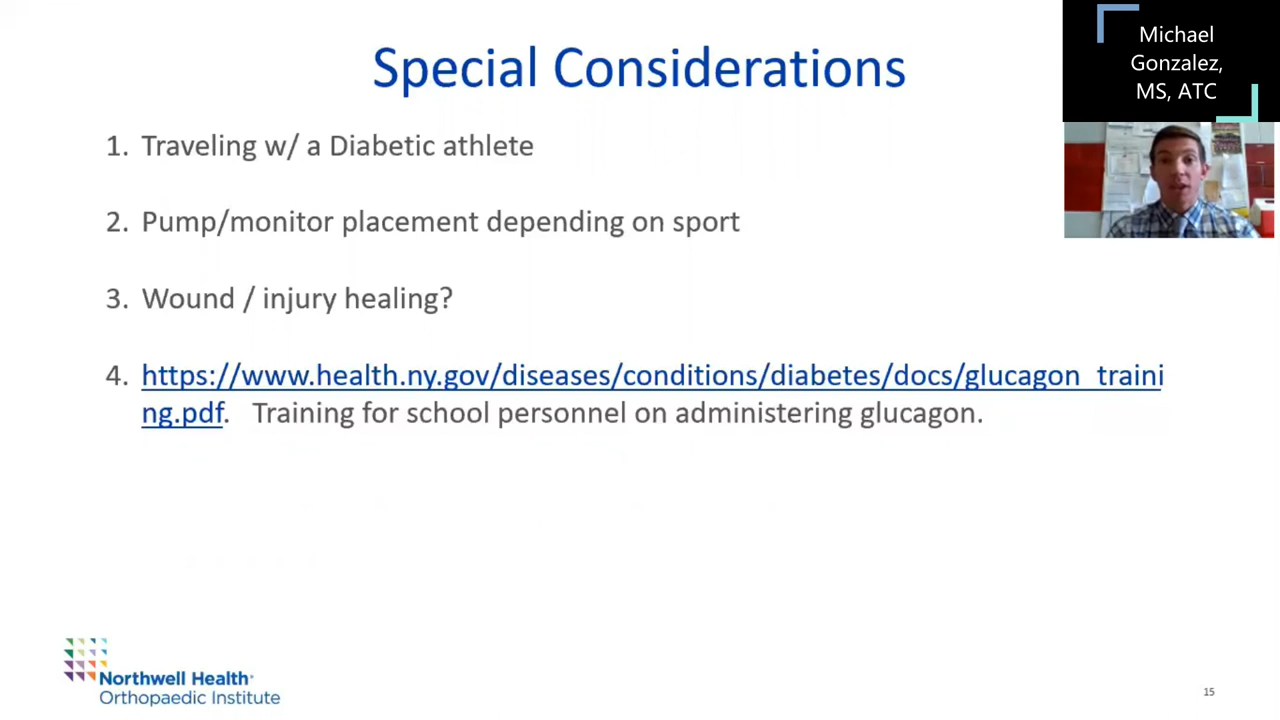 Special Considerations
Michael
Gonzalez,
MS, ATC
1. Traveling w/ a Diabetic athlete
2. Pump/monitor placement depending on sport
3. Wound / injury healing?
4. https://www.health.ny.gov/diseases/conditions/diabetes/docs/glucagon_traini
ng.pdf. Training for school personnel on administering glucagon.
Northwell Health
Orthopaedic Institute
15